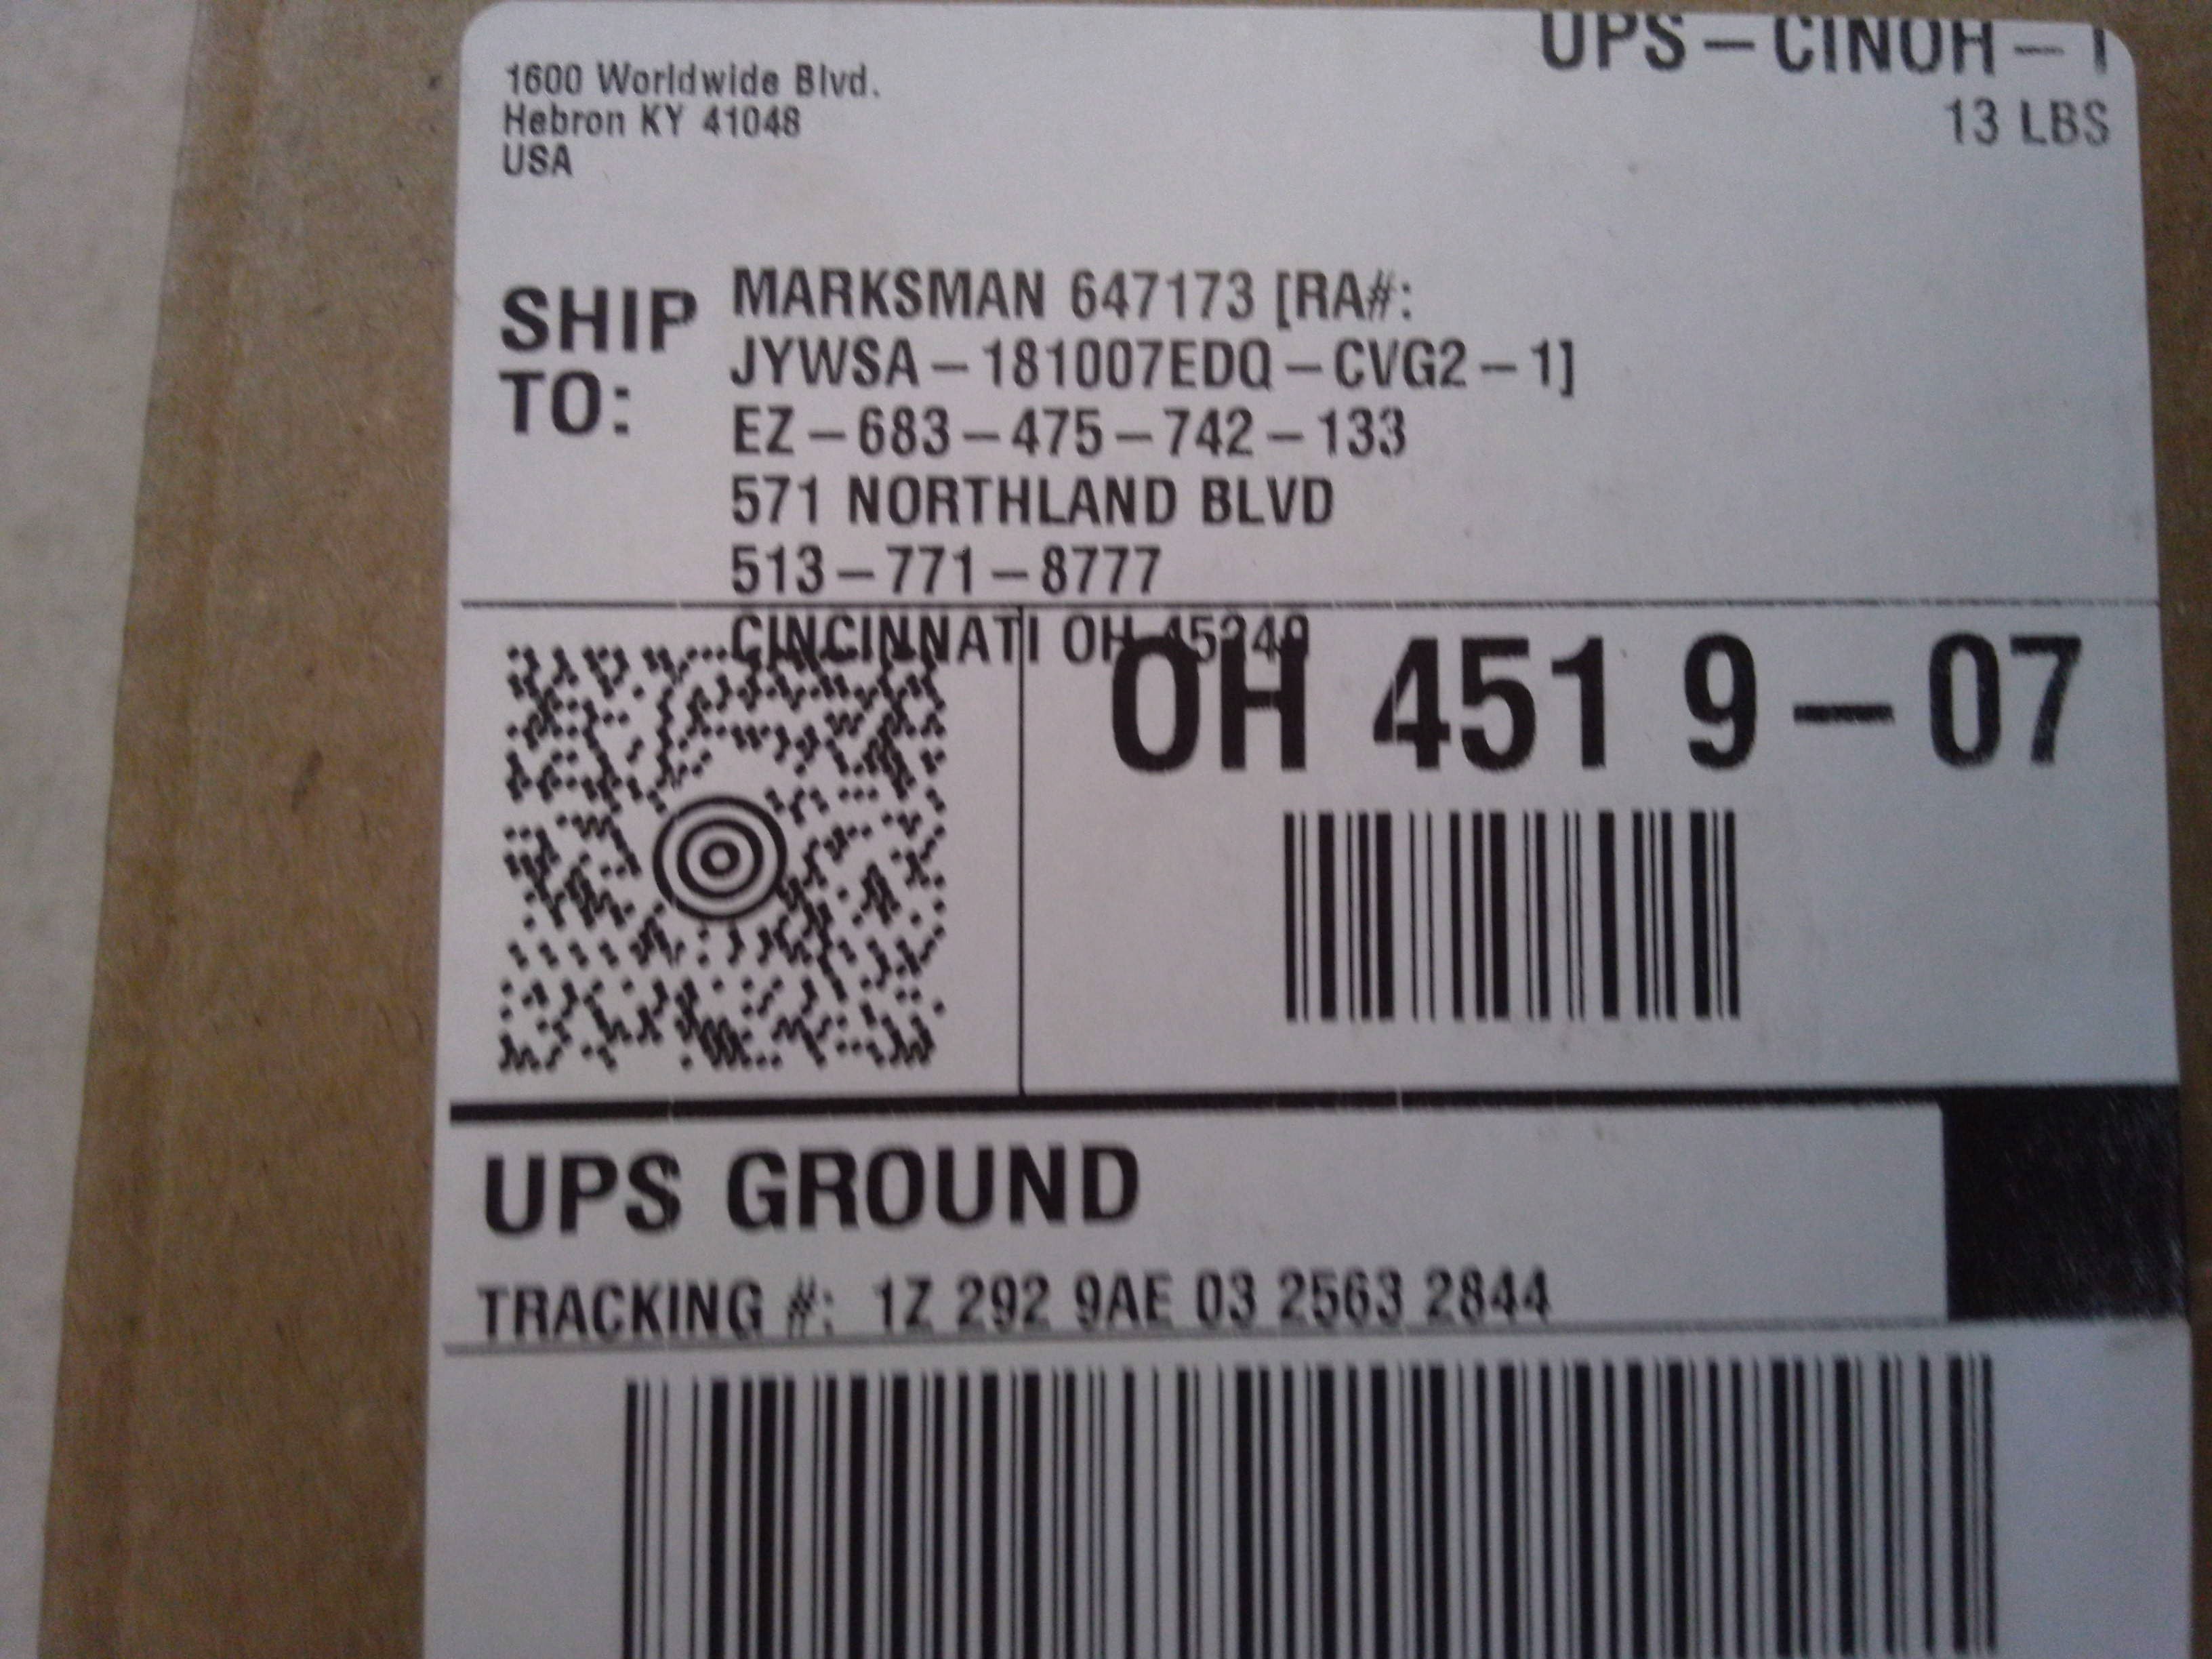 UPS – CINOH – 1
1600 Worldwide Blvd.
Hebron KY 41048
USA
13 LBS
SHIP TO:
MARKSMAN 647173 [RA#:
JYWSA – 181007EDQ – CVG2 – 1]
EZ – 683 – 475 – 742 – 133
571 NORTHLAND BLVD
513 – 771 – 8777
CINCINNATI OH 45240
OH 451 9 – 07
UPS GROUND
TRACKING #: 1Z 292 9AE 03 2563 2844